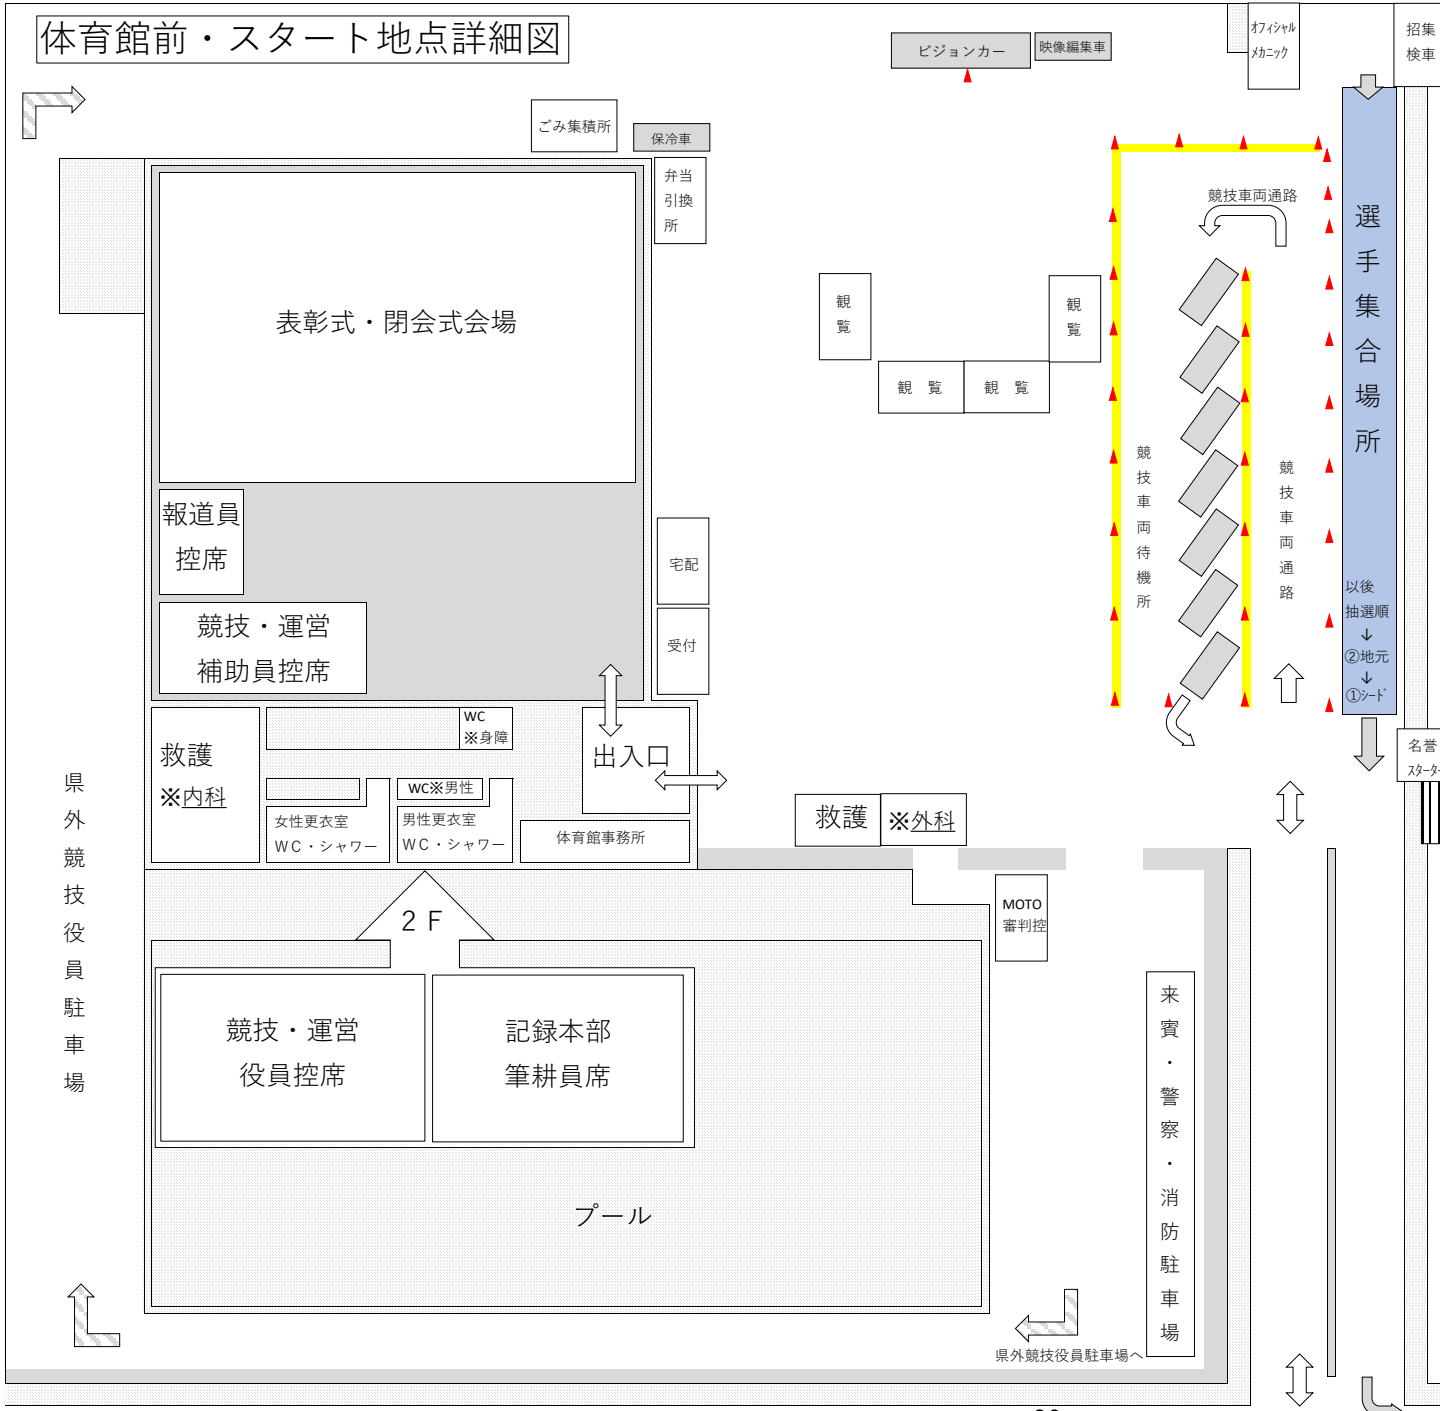 体育館前・スタート地点詳細図
ビジョンカー
映像編集車
ｵﾌｨｼｬﾙ
ﾒｶﾆｯｸ
招集
検車
ごみ集積所
保冷車
弁当
引換
所
表彰式・閉会式会場
競技車両通路
選手集合場所
観覧
観覧
観　覧
観　覧
競技車両待機所
競技車両通路
報道員
控席
宅配
競技・運営
補助員控席
受付
以後
抽選順
↓
②地元
↓
①ｼｰﾄﾞ
救護
※内科
WC
※身障
出入口
名誉
ｽﾀｰﾀｰ
WC※男性
女性更衣室
ＷＣ・シャワー
男性更衣室
ＷＣ・シャワー
体育館事務所
救護
※外科
県外競技役員駐車場
２Ｆ
MOTO
審判控
競技・運営
役員控席
記録本部
筆耕員席
来賓・警察・消防駐車場
プール
県外競技役員駐車場へ